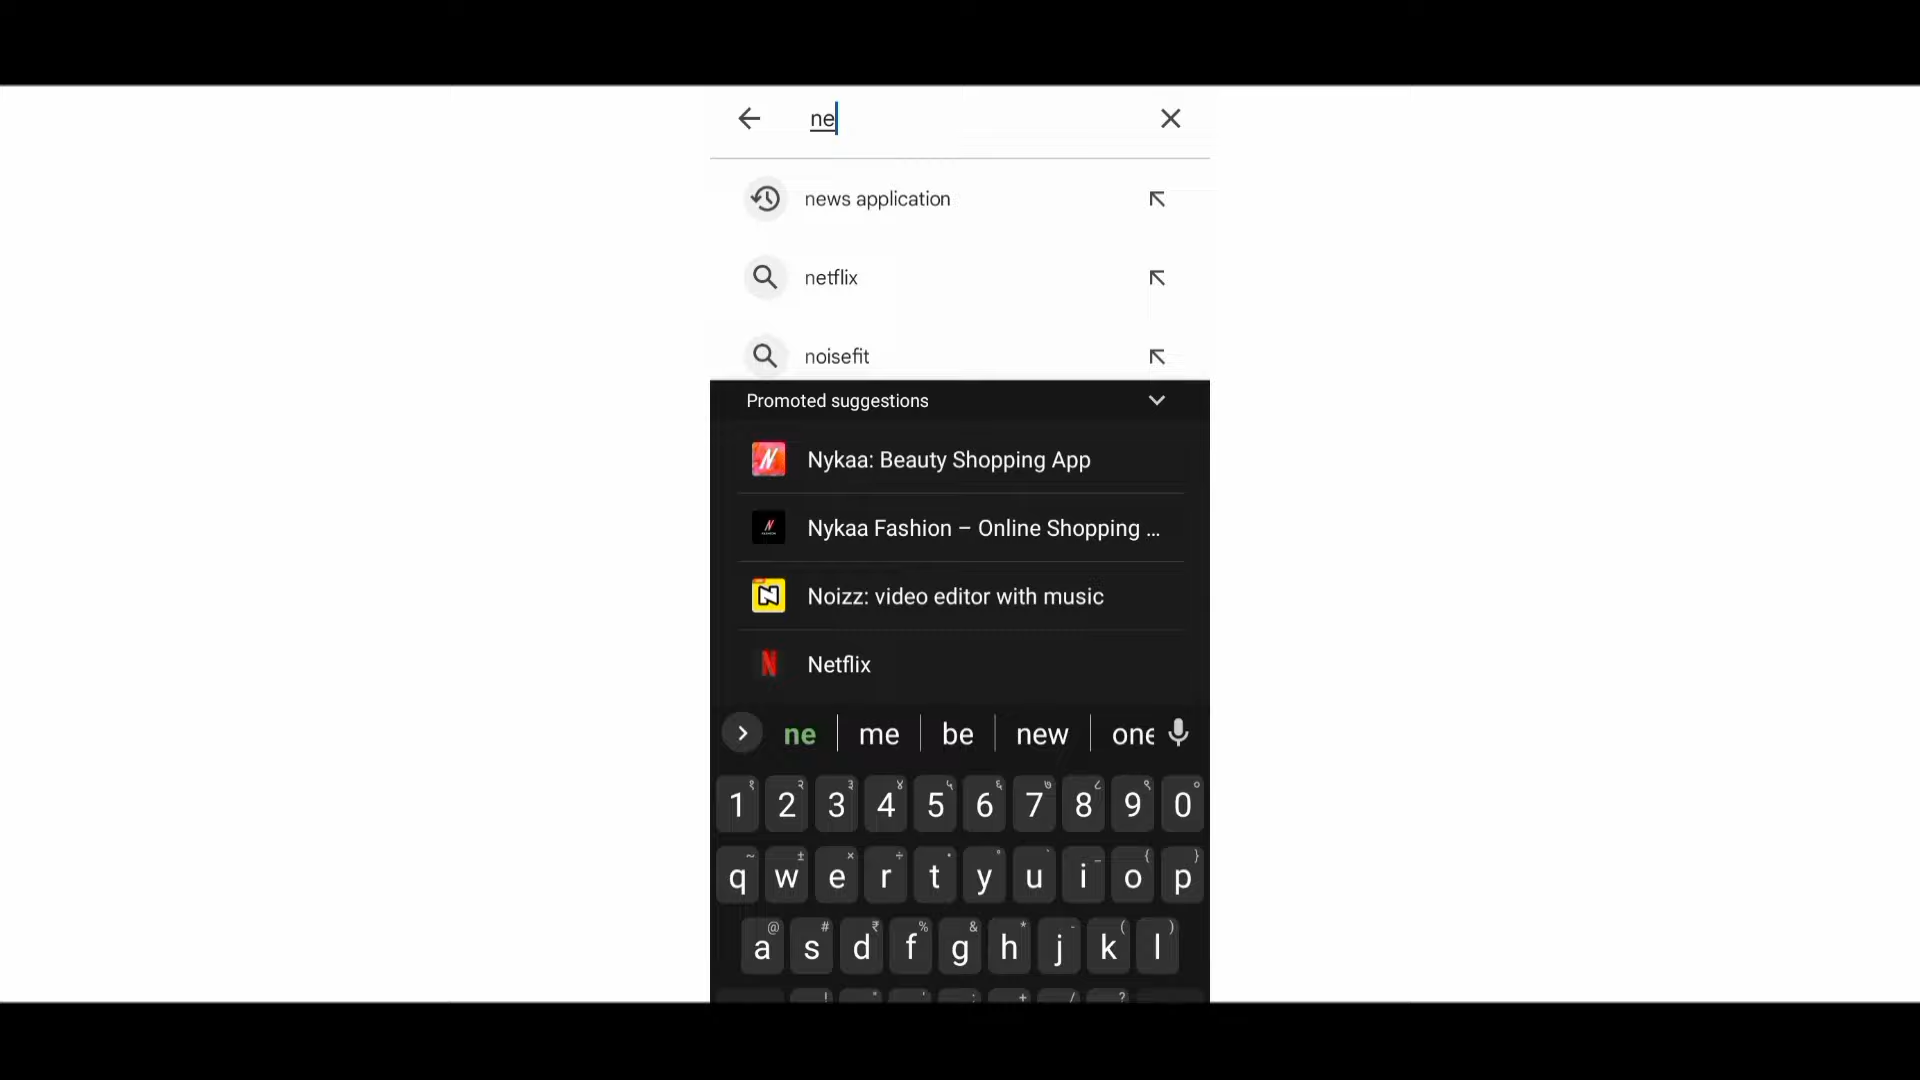 ne
news application
netflix
noisefit
Promoted suggestions
Nykaa: Beauty Shopping App
Nykaa Fashion – Online Shopping ...
Noizz: video editor with music
Netflix
ne me be new one
1 2 3 4 5 6 7 8 9 0
q w e r t y u i o p
a s d f g h j k l